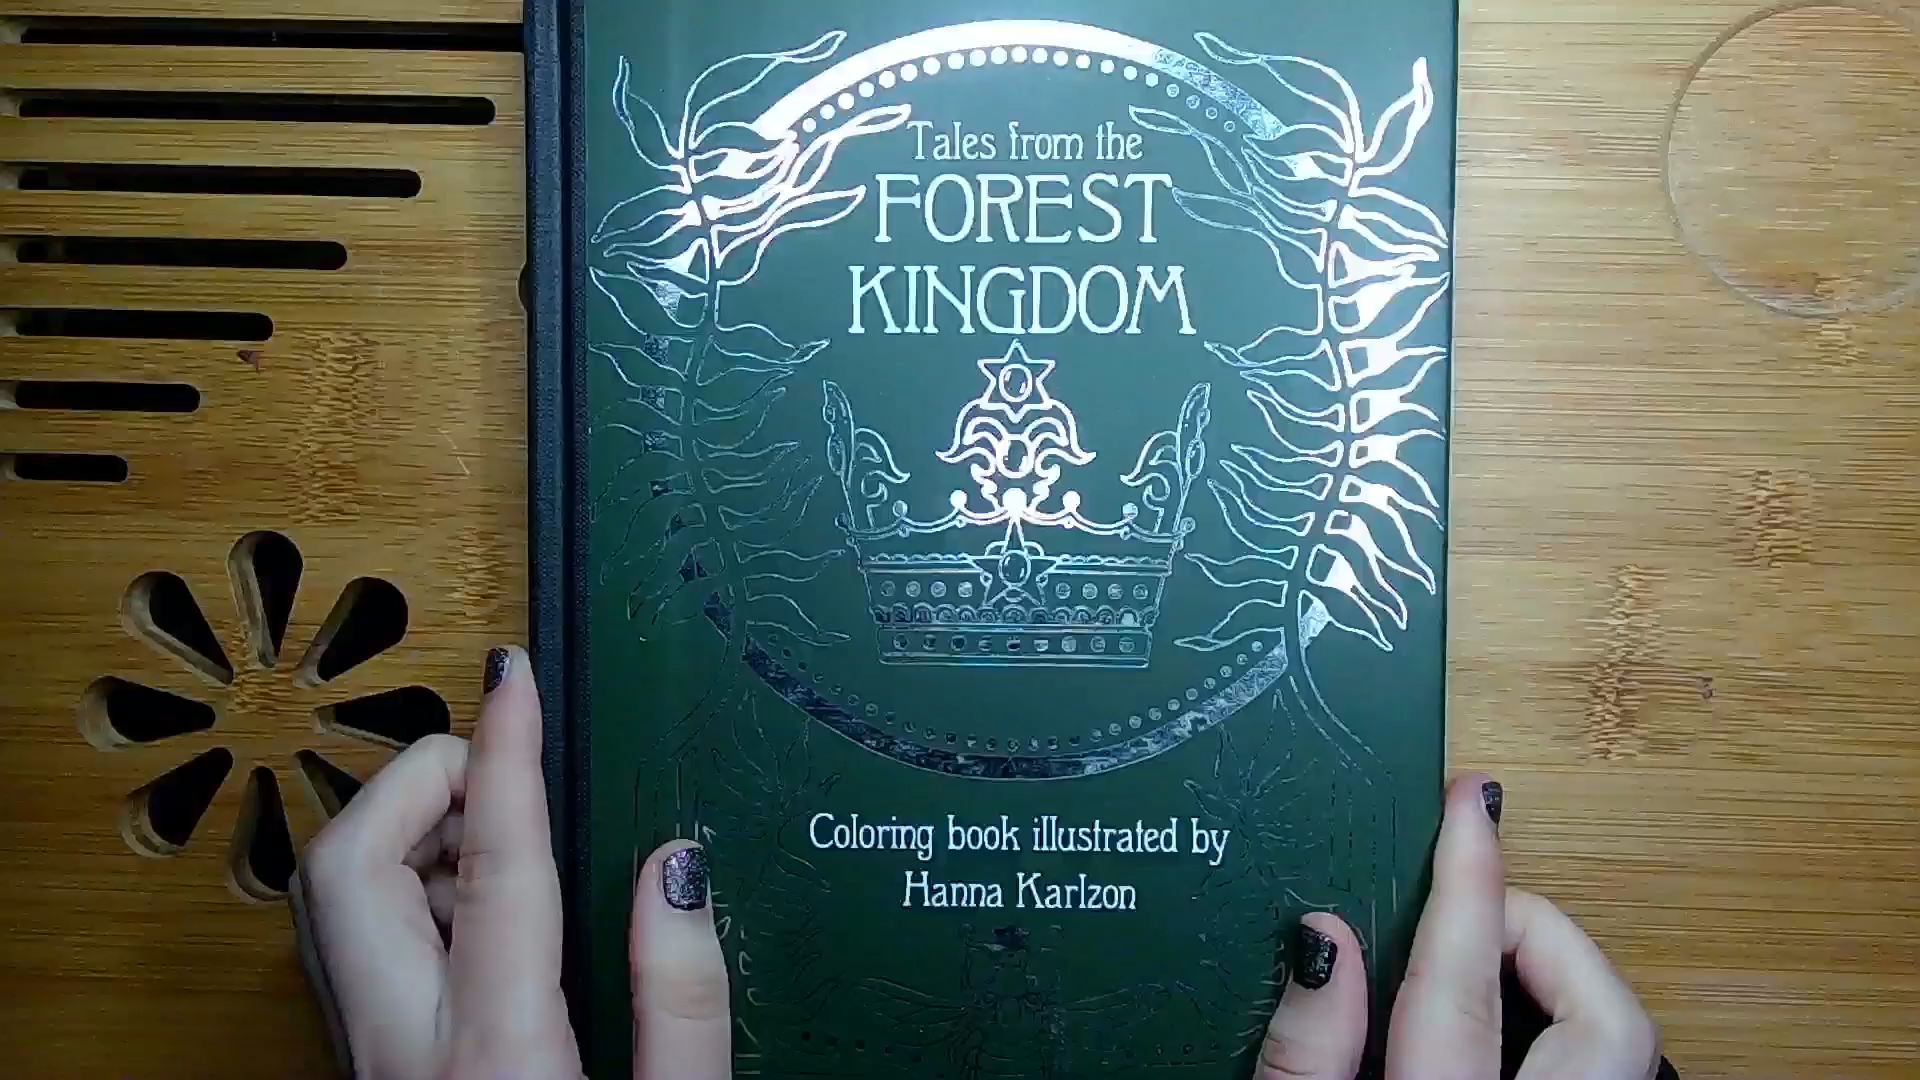 Tales from the
FOREST
KINGDOM
Coloring book illustrated by
Hanna Karlzon